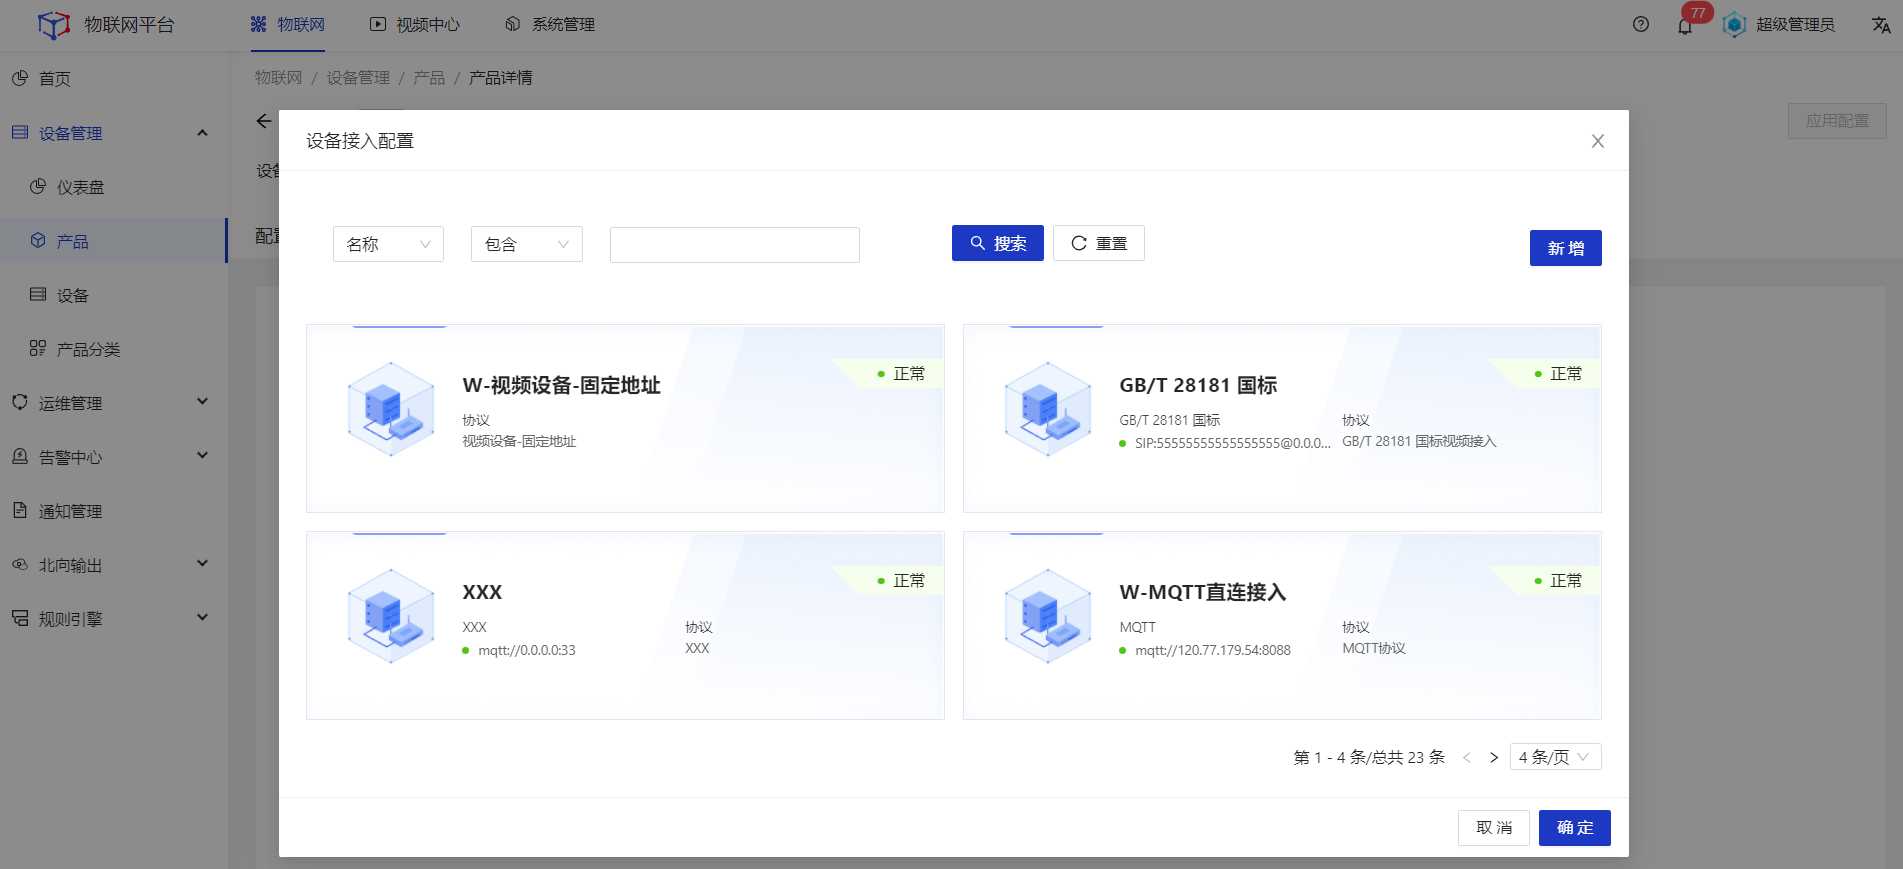 物联网平台
物联网
视频中心
系统管理
77
超级管理员
首页
设备管理
仪表盘
产品
设备
产品分类
运维管理
告警中心
通知管理
北向输出
规则引擎
物联网 / 设备管理 / 产品 / 产品详情
应用配置
设备接入配置
名称
包含
搜索
重置
新 增
W-视频设备-固定地址
正常
协议
视频设备-固定地址
GB/T 28181 国标
正常
GB/T 28181 国标
协议
SIP:55555555555555555@0.0.0...
GB/T 28181 国标视频接入
XXX
正常
XXX
协议
mqtt://0.0.0.0:33
XXX
W-MQTT直连接入
正常
MQTT
协议
mqtt://120.77.179.54:8088
MQTT协议
第 1 - 4 条/总共 23 条
4 条/页
取 消
确 定